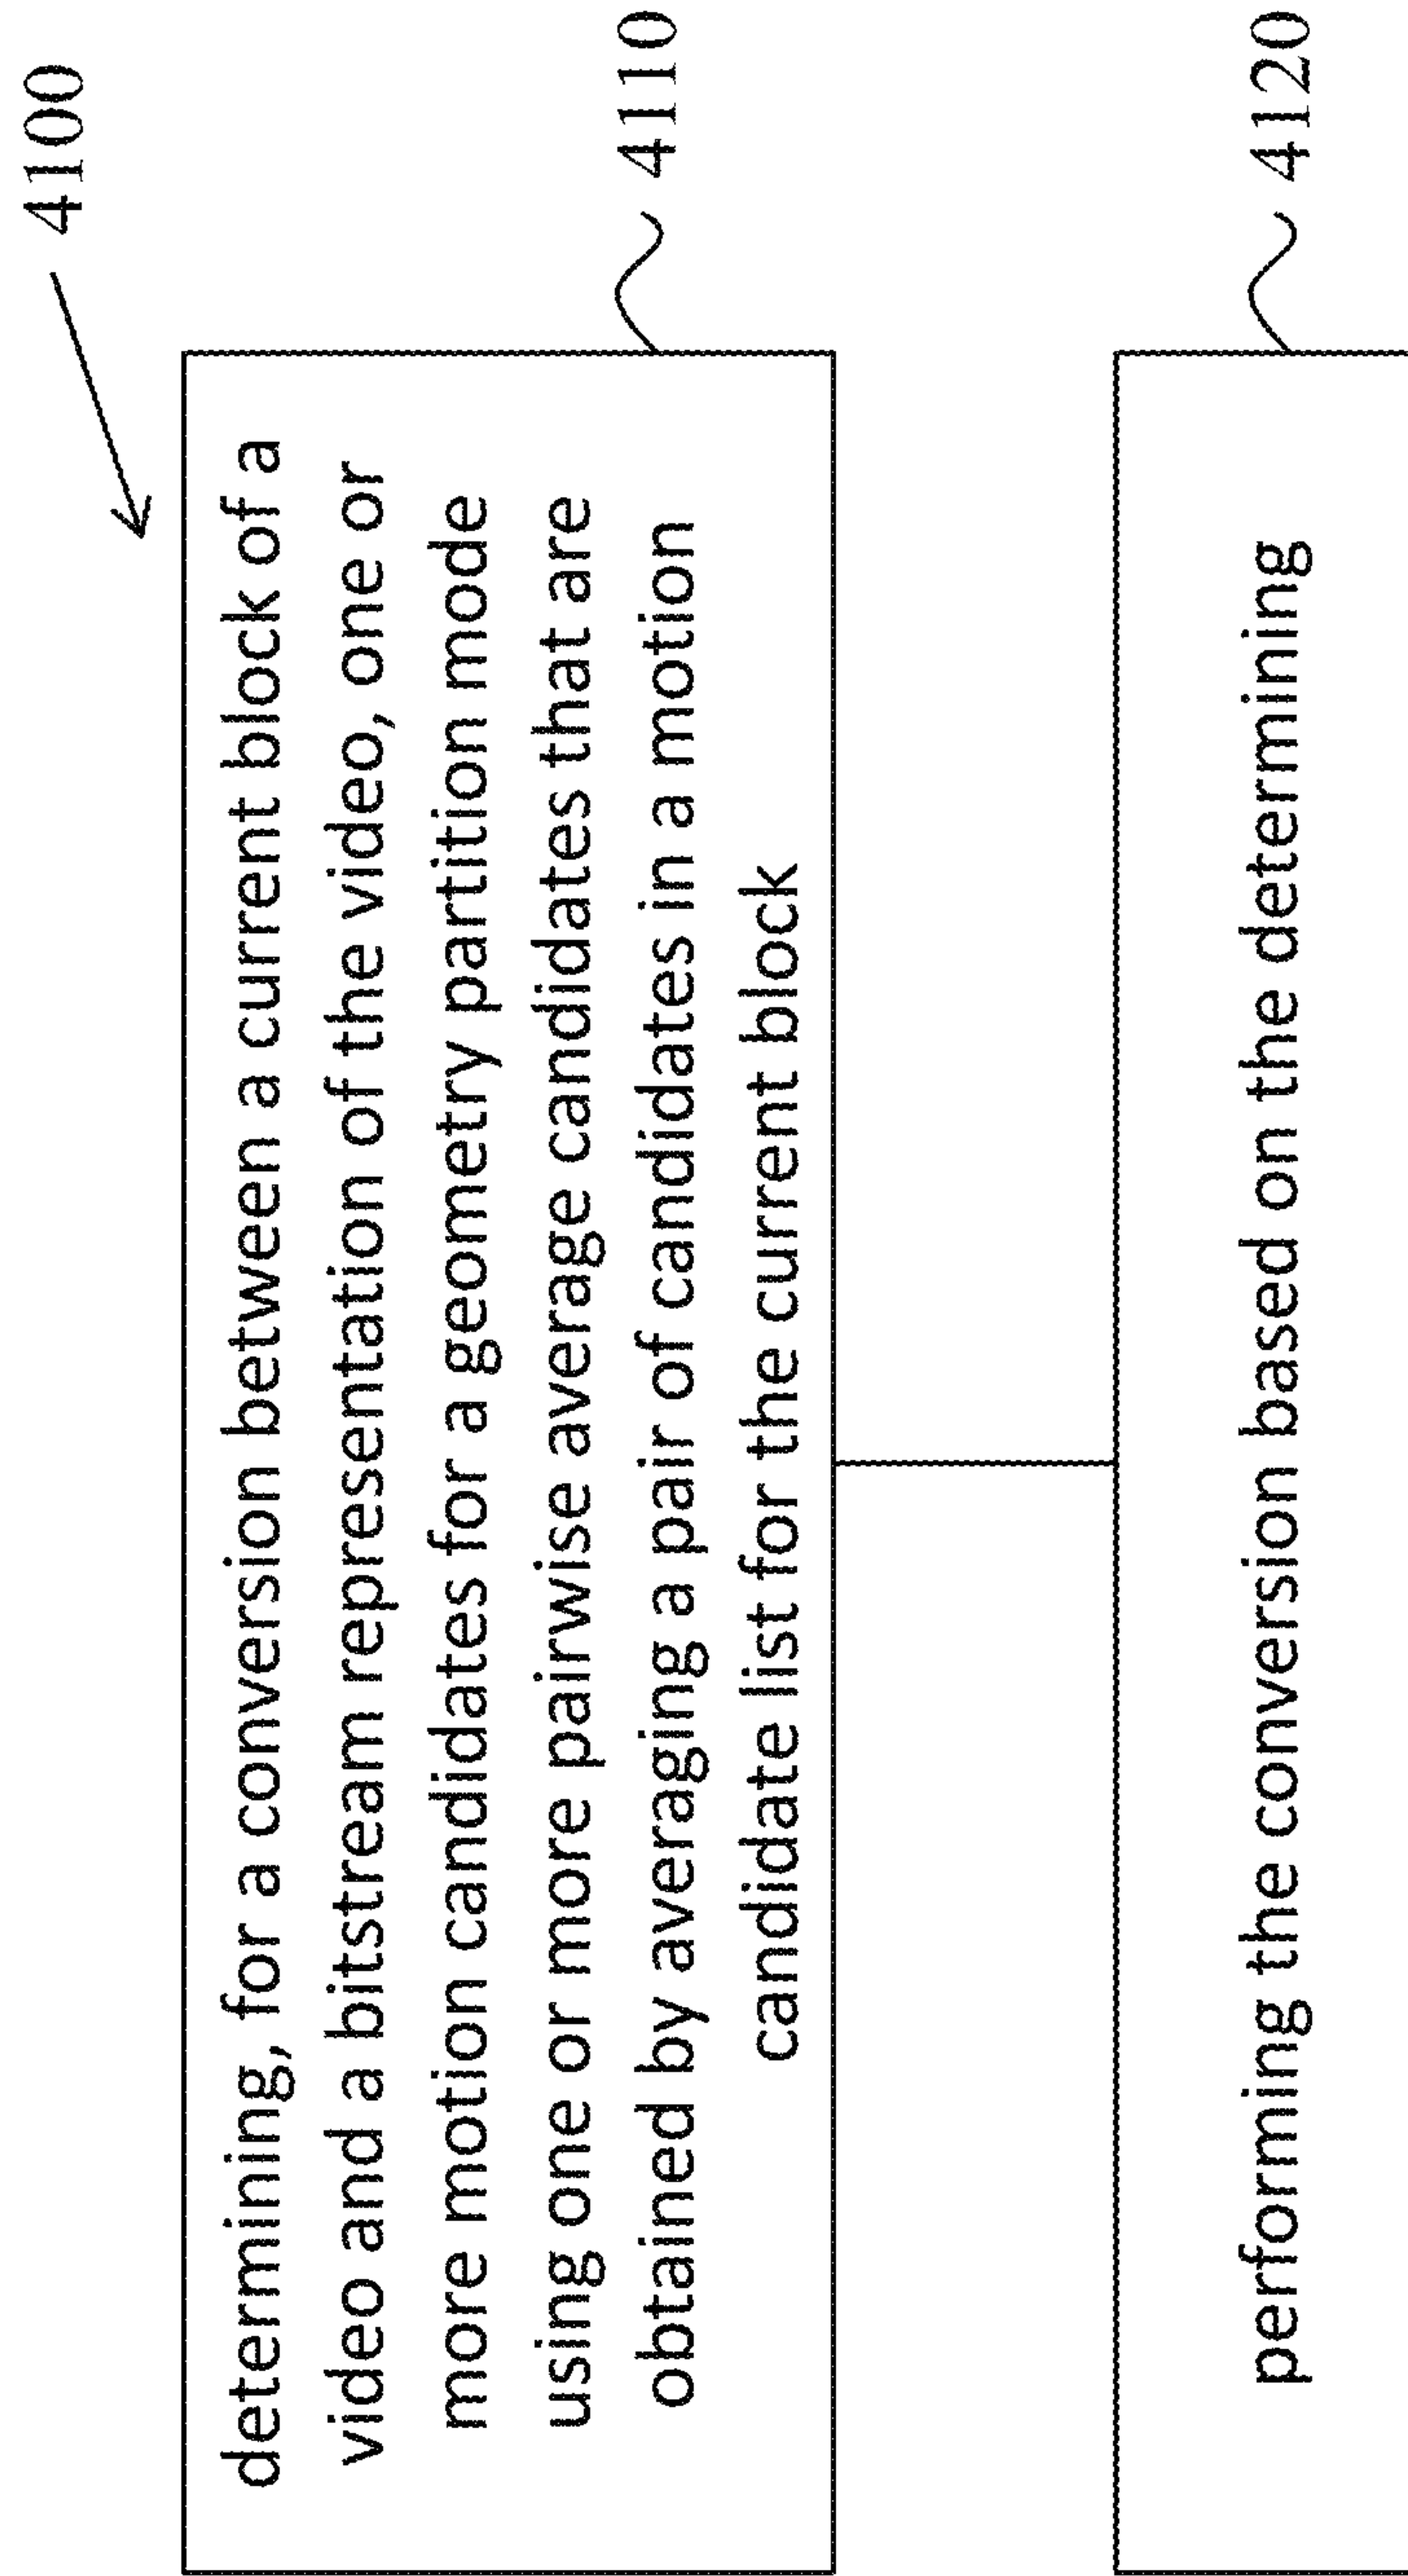 4100
determining, for a conversion between a current block of a
video and a bitstream representation of the video, one or
more motion candidates for a geometry partition mode
using one or more pairwise average candidates that are
obtained by averaging a pair of candidates in a motion
candidate list for the current block
4110
performing the conversion based on the determining
4120